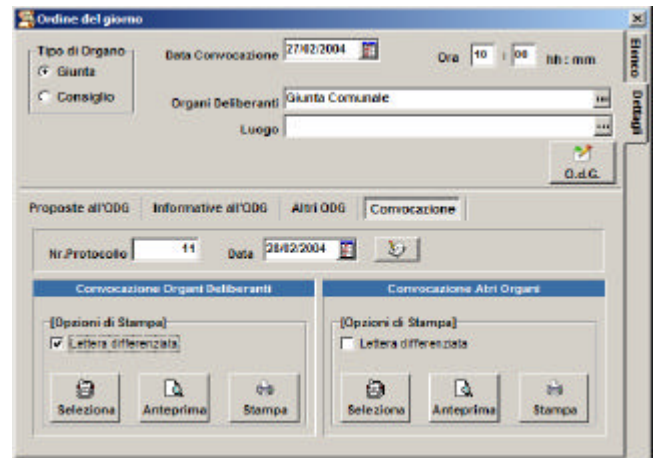 Ordine del giorno
Tipo di Organo
Giunta
Consiglio
Data Convocazione 27/02/2004
Ora 10 : 00 hh : mm
Organi Deliberanti Giunta Comunale ...
Luogo ...
O.d.G.
Elenco
Dettagli
Proposte all'ODG Informative all'ODG Altri ODG Convocazione
Nr.Protocollo 11 Data 28/02/2004
Convocazione Organi Deliberanti
[Opzioni di Stampa]
Lettera differenziata
Seleziona Anteprima Stampa
Convocazione Atri Organi
[Opzioni di Stampa]
Lettera differenziata
Seleziona Anteprima Stampa